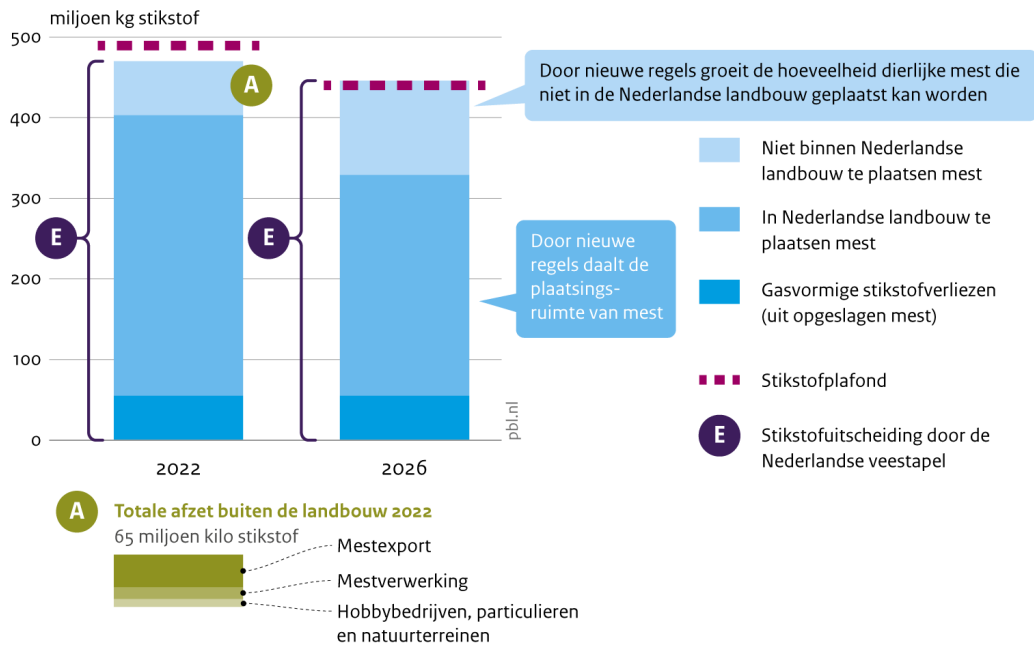 miljoen kg stikstof
500
400
300
200
100
0
E
A
E
2022
2026
Door nieuwe regels groeit de hoeveelheid dierlijke mest die
niet in de Nederlandse landbouw geplaatst kan worden
Door nieuwe
regels daalt de
plaatsings-
ruimte van mest
pbl.nl
Niet binnen Nederlandse
landbouw te plaatsen mest
In Nederlandse landbouw te
plaatsen mest
Gasvormige stikstofverliezen
(uit opgeslagen mest)
Stikstofplafond
E
Stikstofuitscheiding door de
Nederlandse veestapel
A
Totale afzet buiten de landbouw 2022
65 miljoen kilo stikstof
Mestexport
Mestverwerking
Hobbybedrijven, particulieren
en natuurterreinen